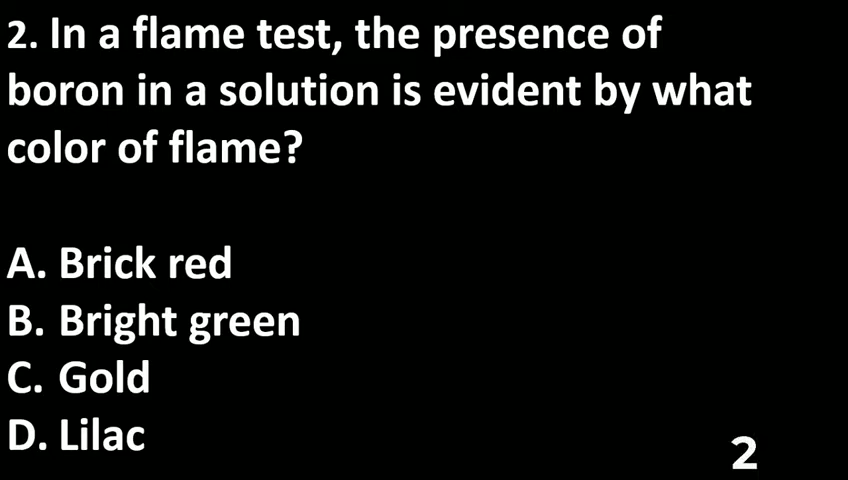 2. In a flame test, the presence of
boron in a solution is evident by what
color of flame?
A. Brick red
B. Bright green
C. Gold
D. Lilac
2